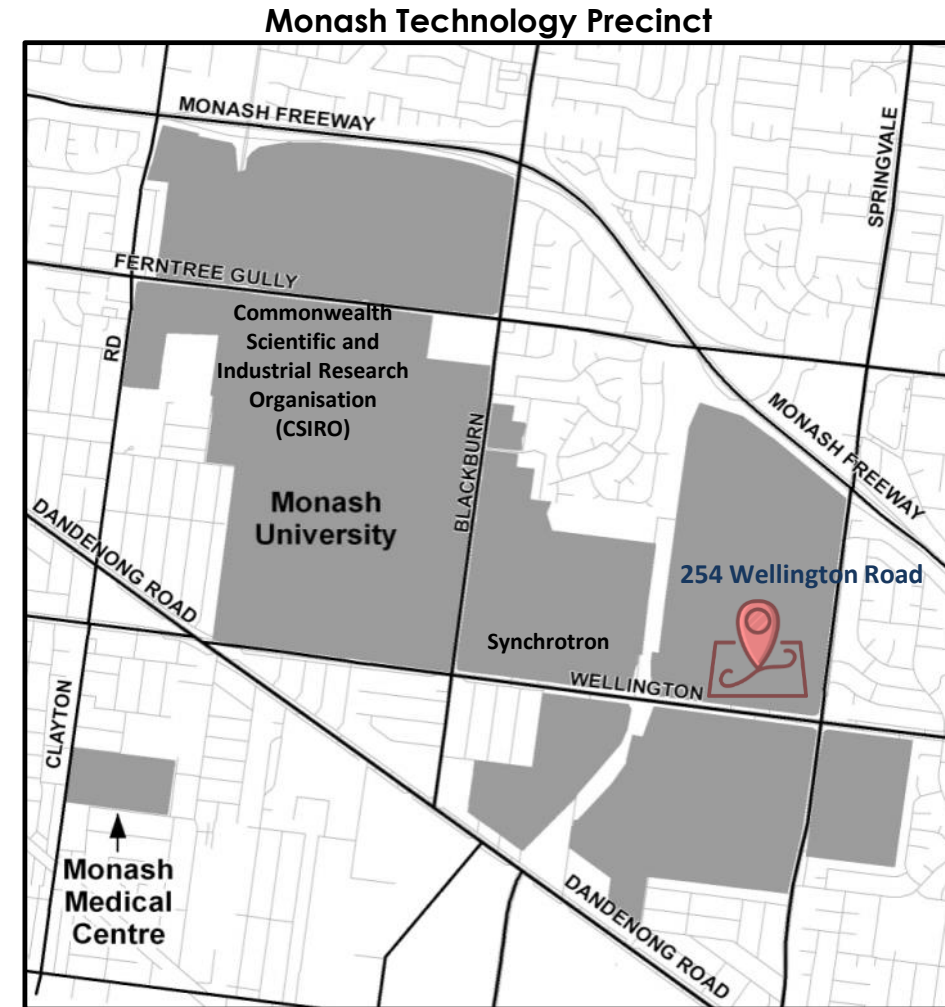 Monash Technology Precinct
MONASH FREEWAY
SPRINGVALE
FERNTREE GULLY
RD
Commonwealth
Scientific and
Industrial Research
Organisation
(CSIRO)
BLACKBURN
MONASH FREEWAY
Monash
University
DANDENONG ROAD
254 Wellington Road
Synchrotron
WELLINGTON
CLAYTON
Monash
Medical
Centre
DANDENONG ROAD